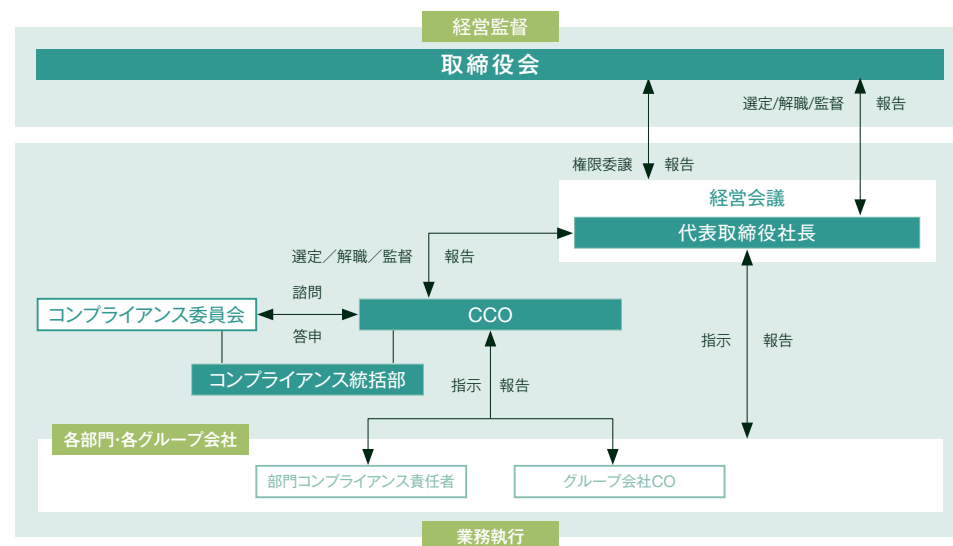 経営監督
取締役会
選定/解職/監督
報告
権限委譲
報告
経営会議
代表取締役社長
選定／解職／監督
報告
諮問
コンプライアンス委員会
CCO
答申
指示
報告
コンプライアンス統括部
指示
報告
各部門・各グループ会社
部門コンプライアンス責任者
グループ会社CO
業務執行